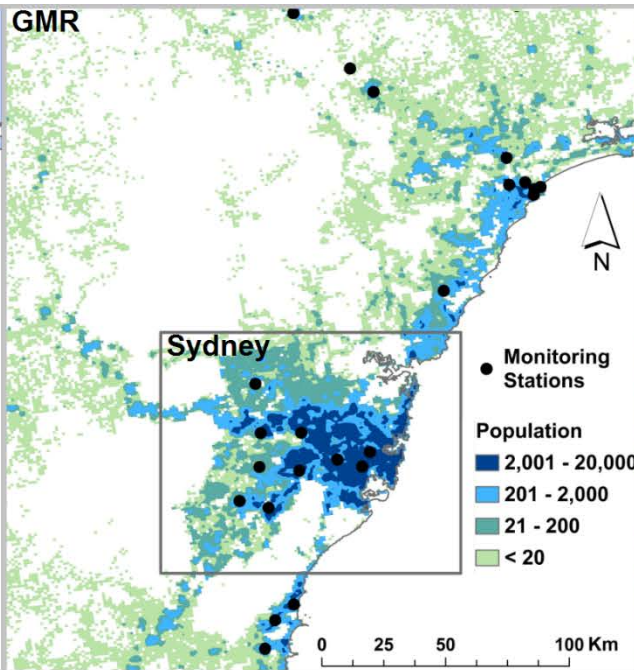 GMR
N
Sydney
Monitoring
Stations
Population
2,001 - 20,000
201 - 2,000
21 - 200
< 20
0 25 50 100 Km